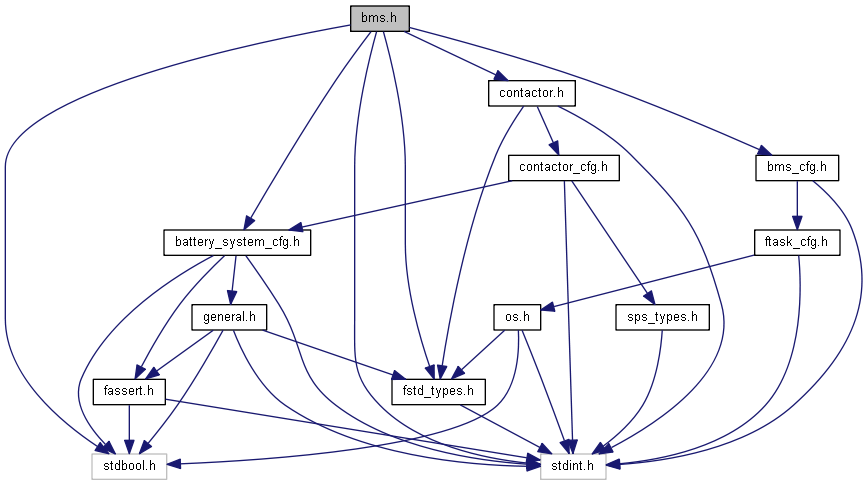 bms.h
contactor.h
contactor_cfg.h
bms_cfg.h
battery_system_cfg.h
ftask_cfg.h
general.h
os.h
sps_types.h
fassert.h
fstd_types.h
stdbool.h
stdint.h